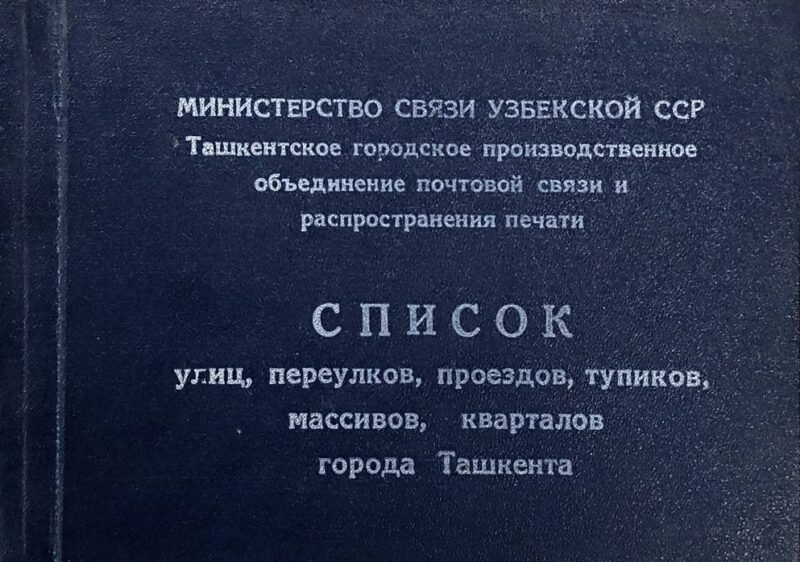 МИНИСТЕРСТВО СВЯЗИ УЗБЕКСКОЙ ССР
Ташкентское городское производственное
объединение почтовой связи и
распространения печати
СПИСОК
улиц, переулков, проездов, тупиков,
массивов, кварталов
города Ташкента